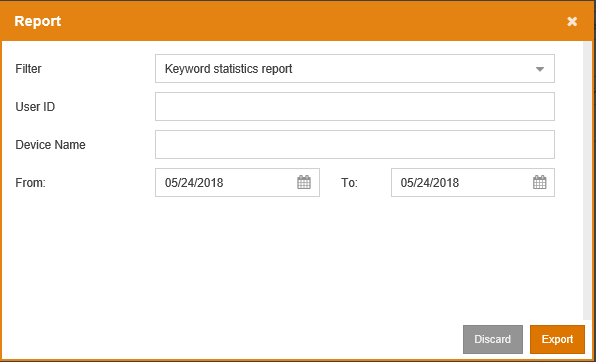 Report
Filter Keyword statistics report
User ID
Device Name
From: 05/24/2018 To: 05/24/2018
Discard Export